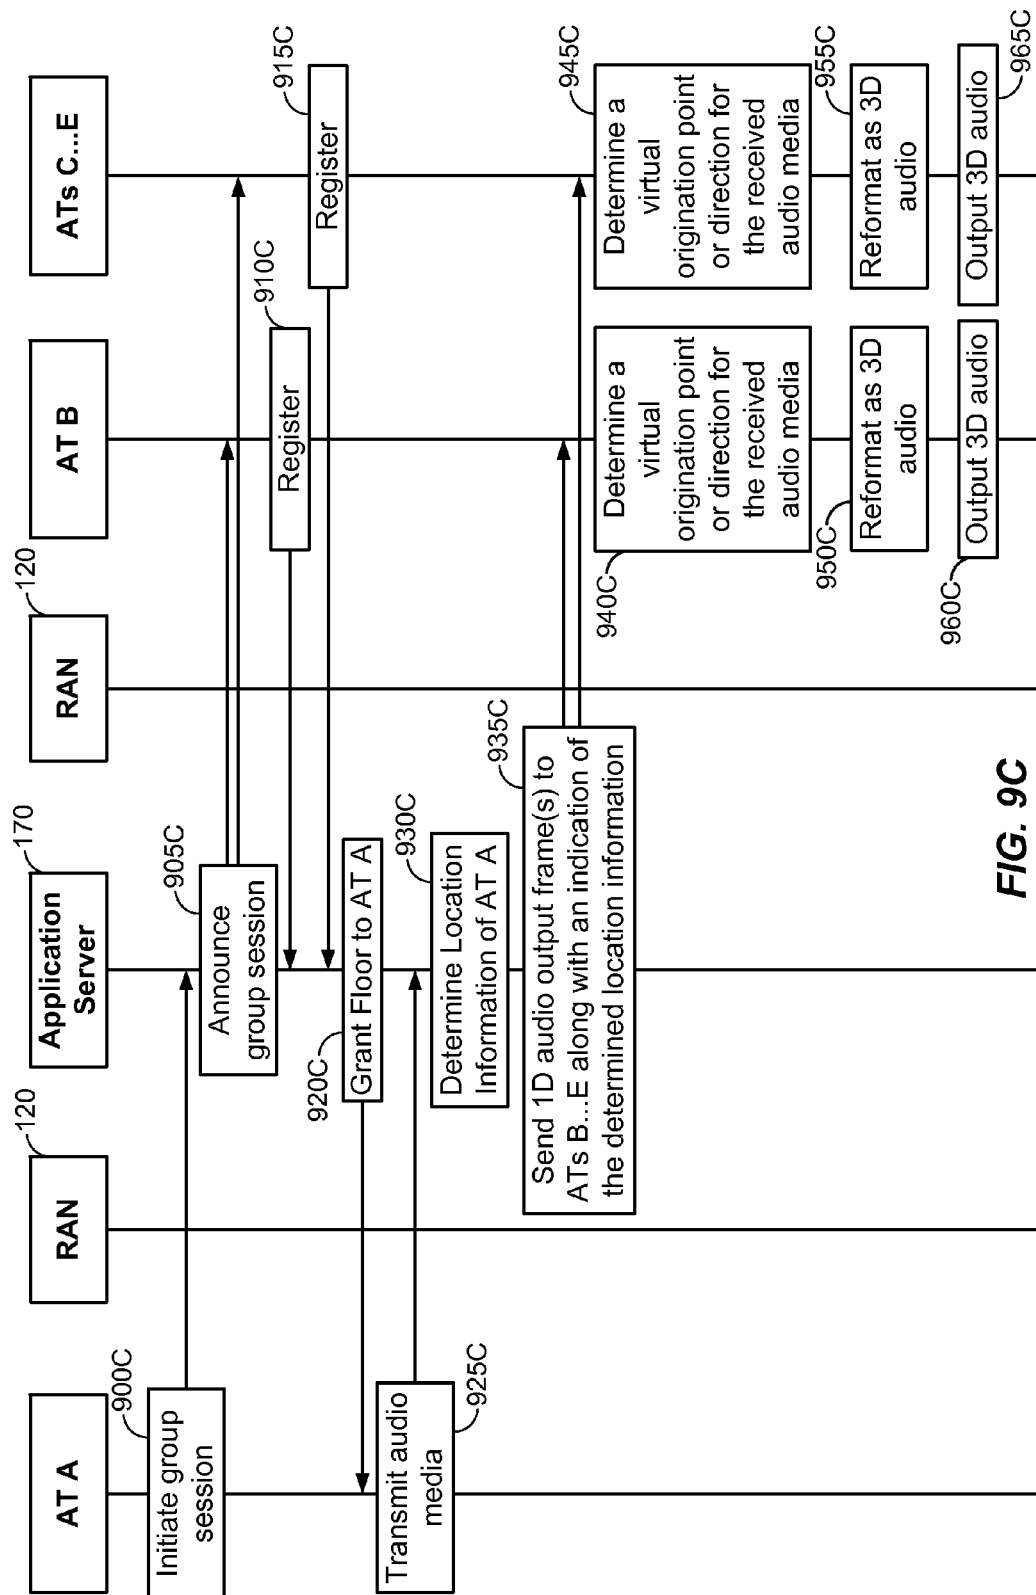 AT A
RAN
120
Application
Server
170
RAN
120
AT B
ATs C...E
900C
Initiate group
session
905C
Announce
group session
910C
Register
915C
Register
920C
Grant Floor to AT A
925C
Transmit audio
media
930C
Determine Location
Information of AT A
935C
Send 1D audio output frame(s) to
ATs B...E along with an indication of
the determined location information
940C
Determine a
virtual
origination point
or direction for
the received
audio media
945C
Determine a
virtual
origination point
or direction for
the received
audio media
950C
Reformat as 3D
audio
955C
Reformat as 3D
audio
960C
Output 3D audio
965C
Output 3D audio
FIG. 9C